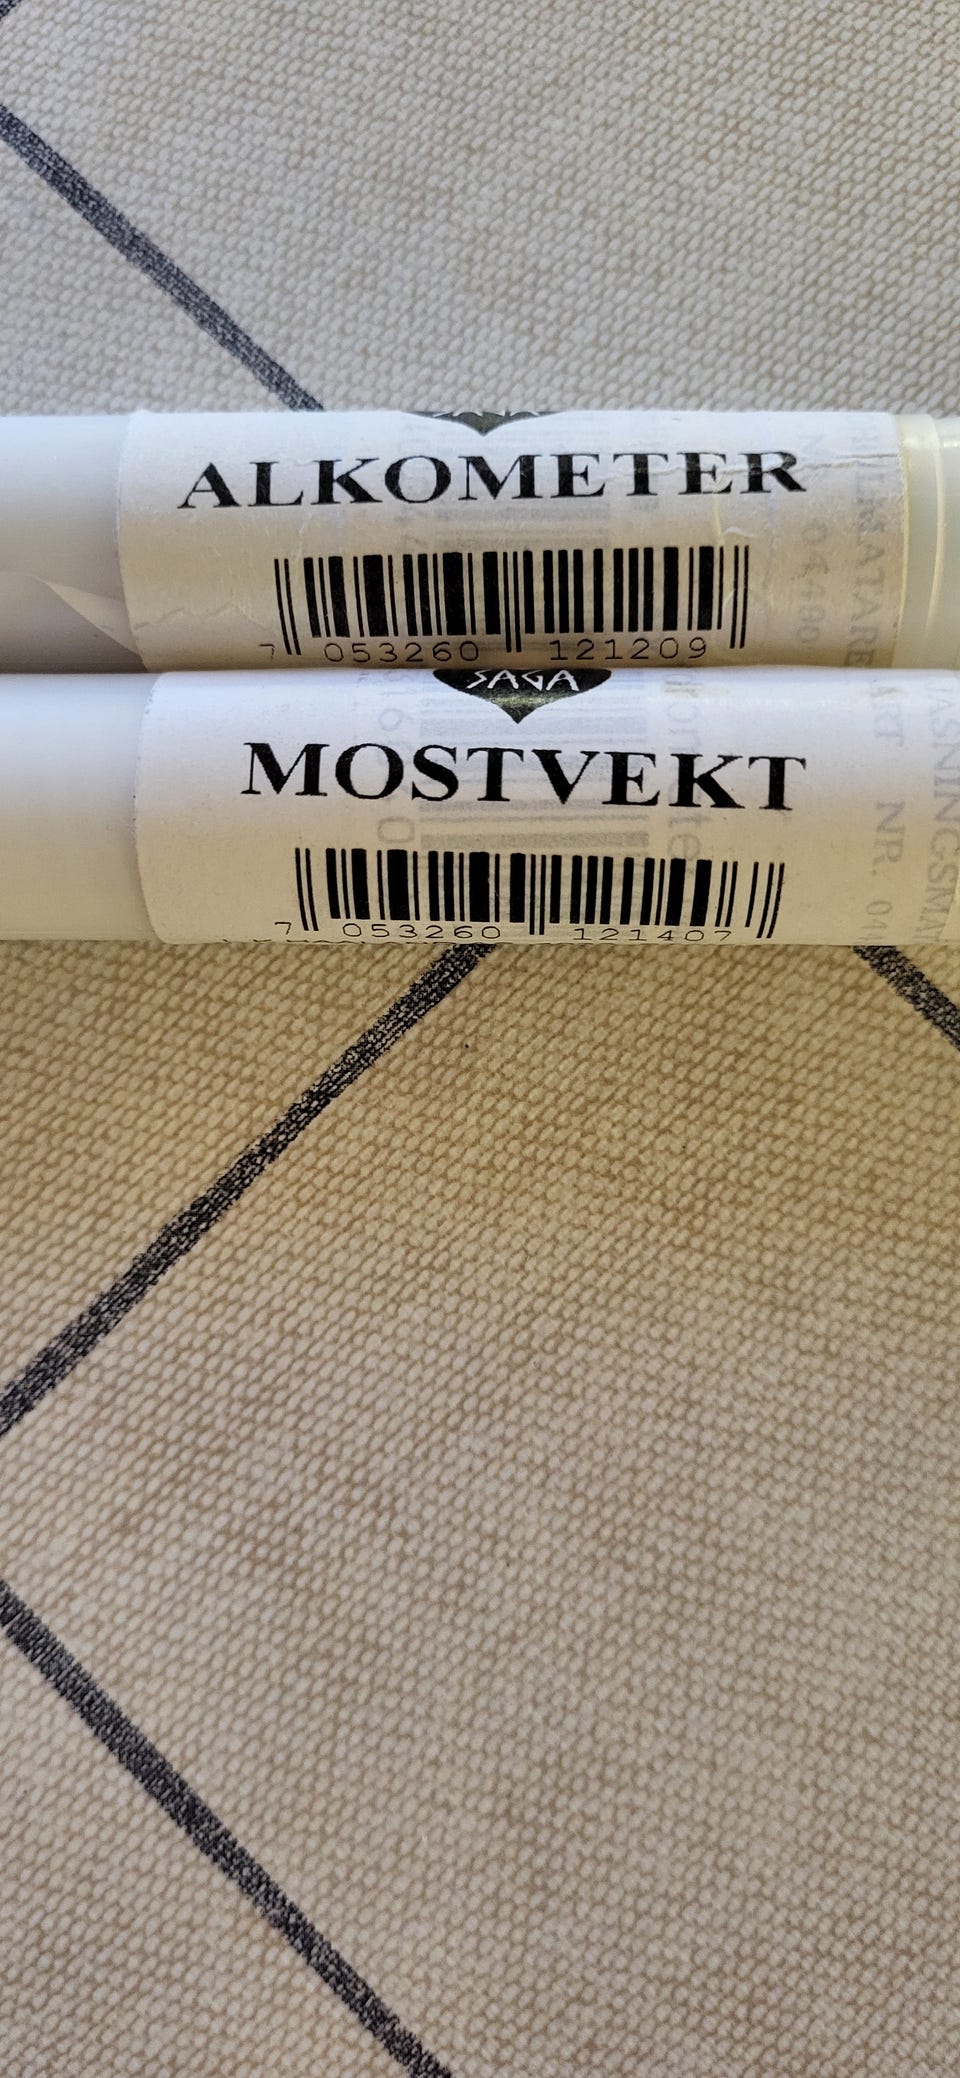 ALKOMETER
7 053260 121209
SAGA
MOSTVEKT
7 053260 121407